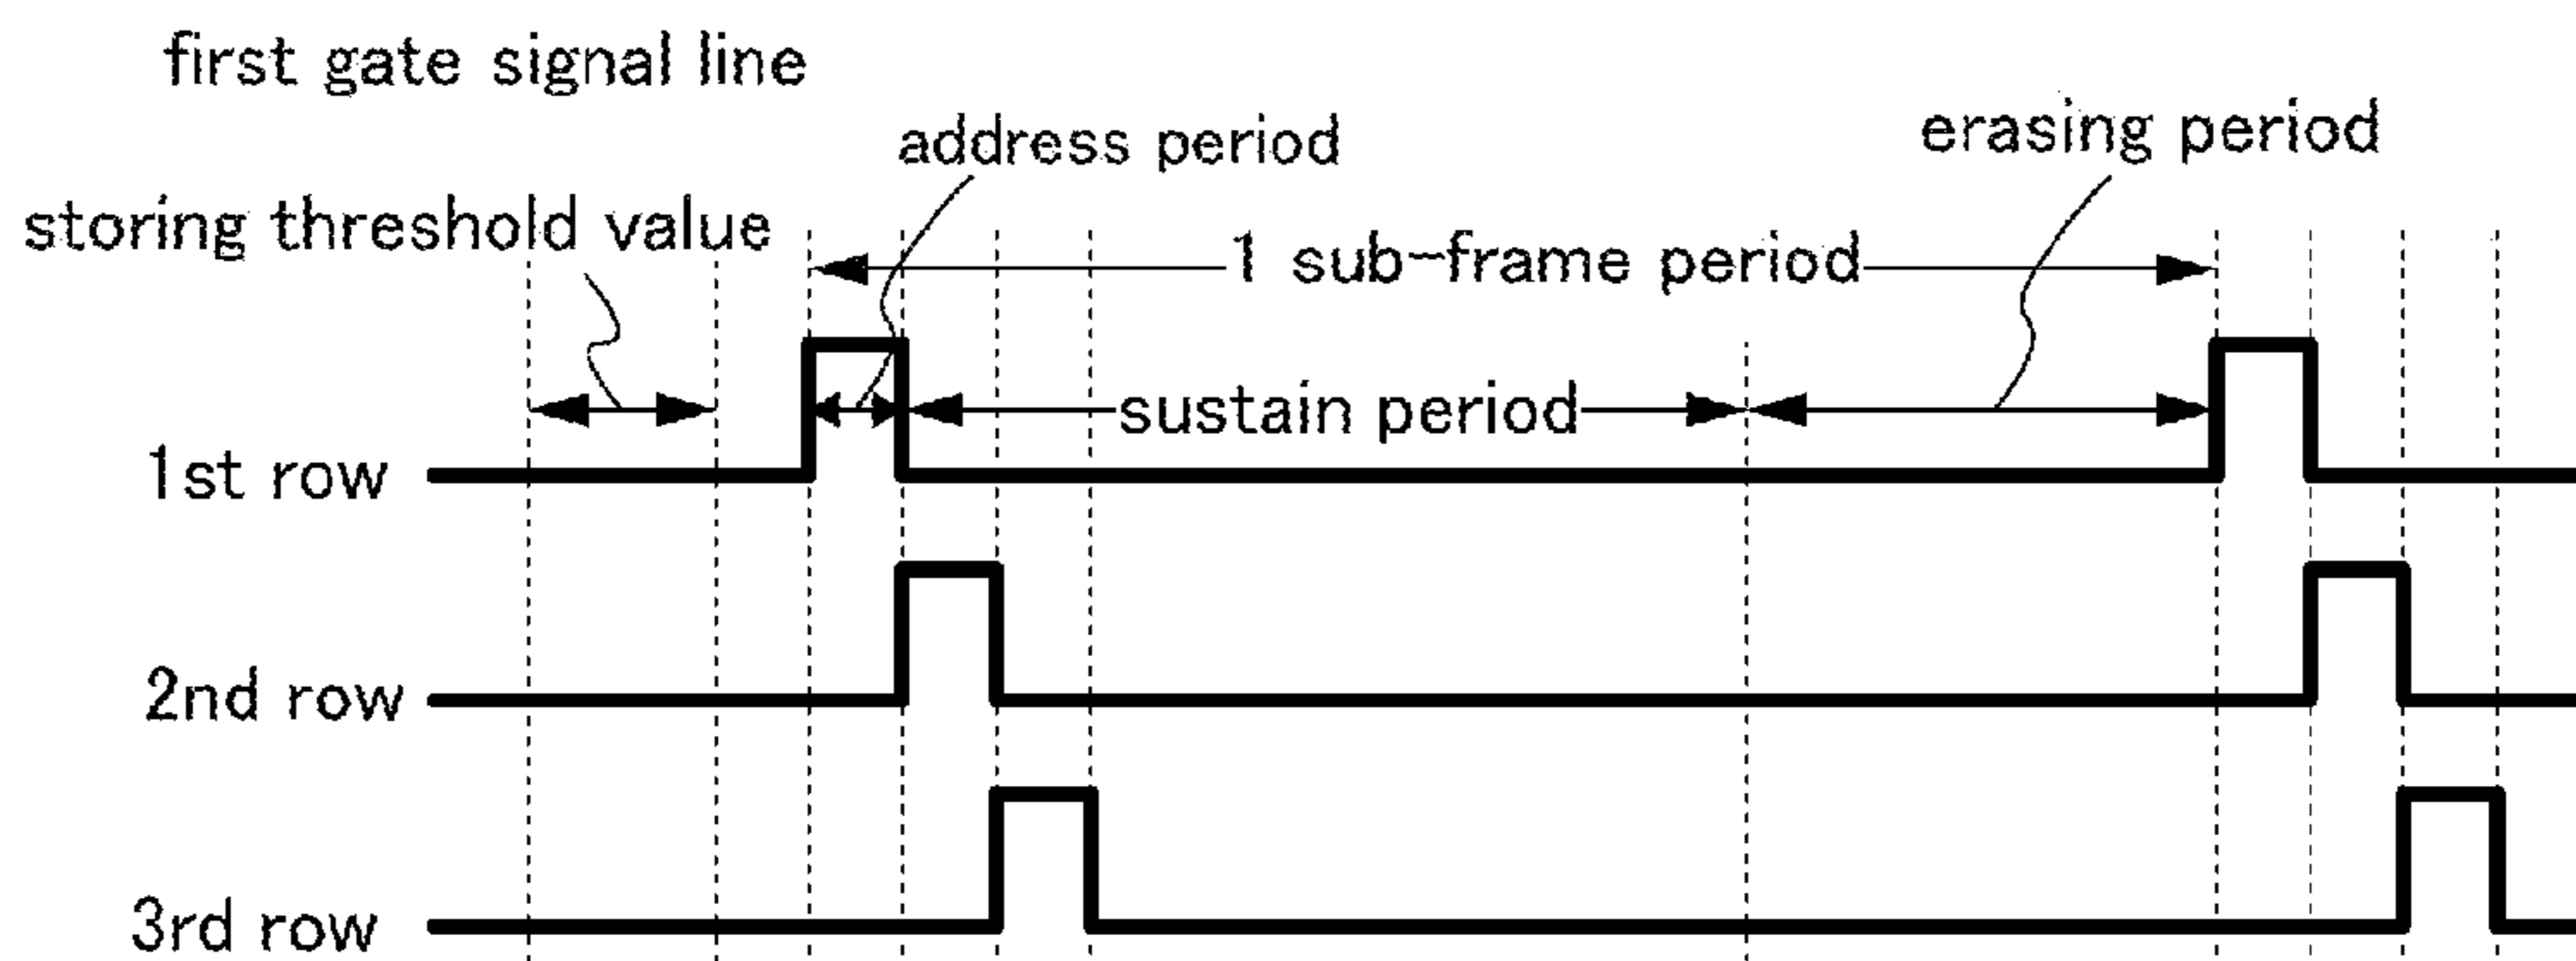 first gate signal line
address period
erasing period
storing threshold value
1 sub-frame period
sustain period
1st row
2nd row
3rd row